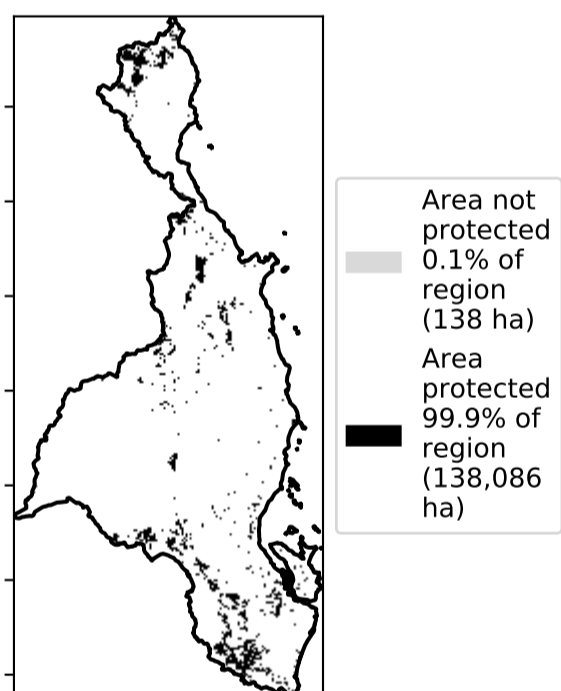 Area not
protected
0.1% of
region
(138 ha)
Area
protected
99.9% of
region
(138,086
ha)